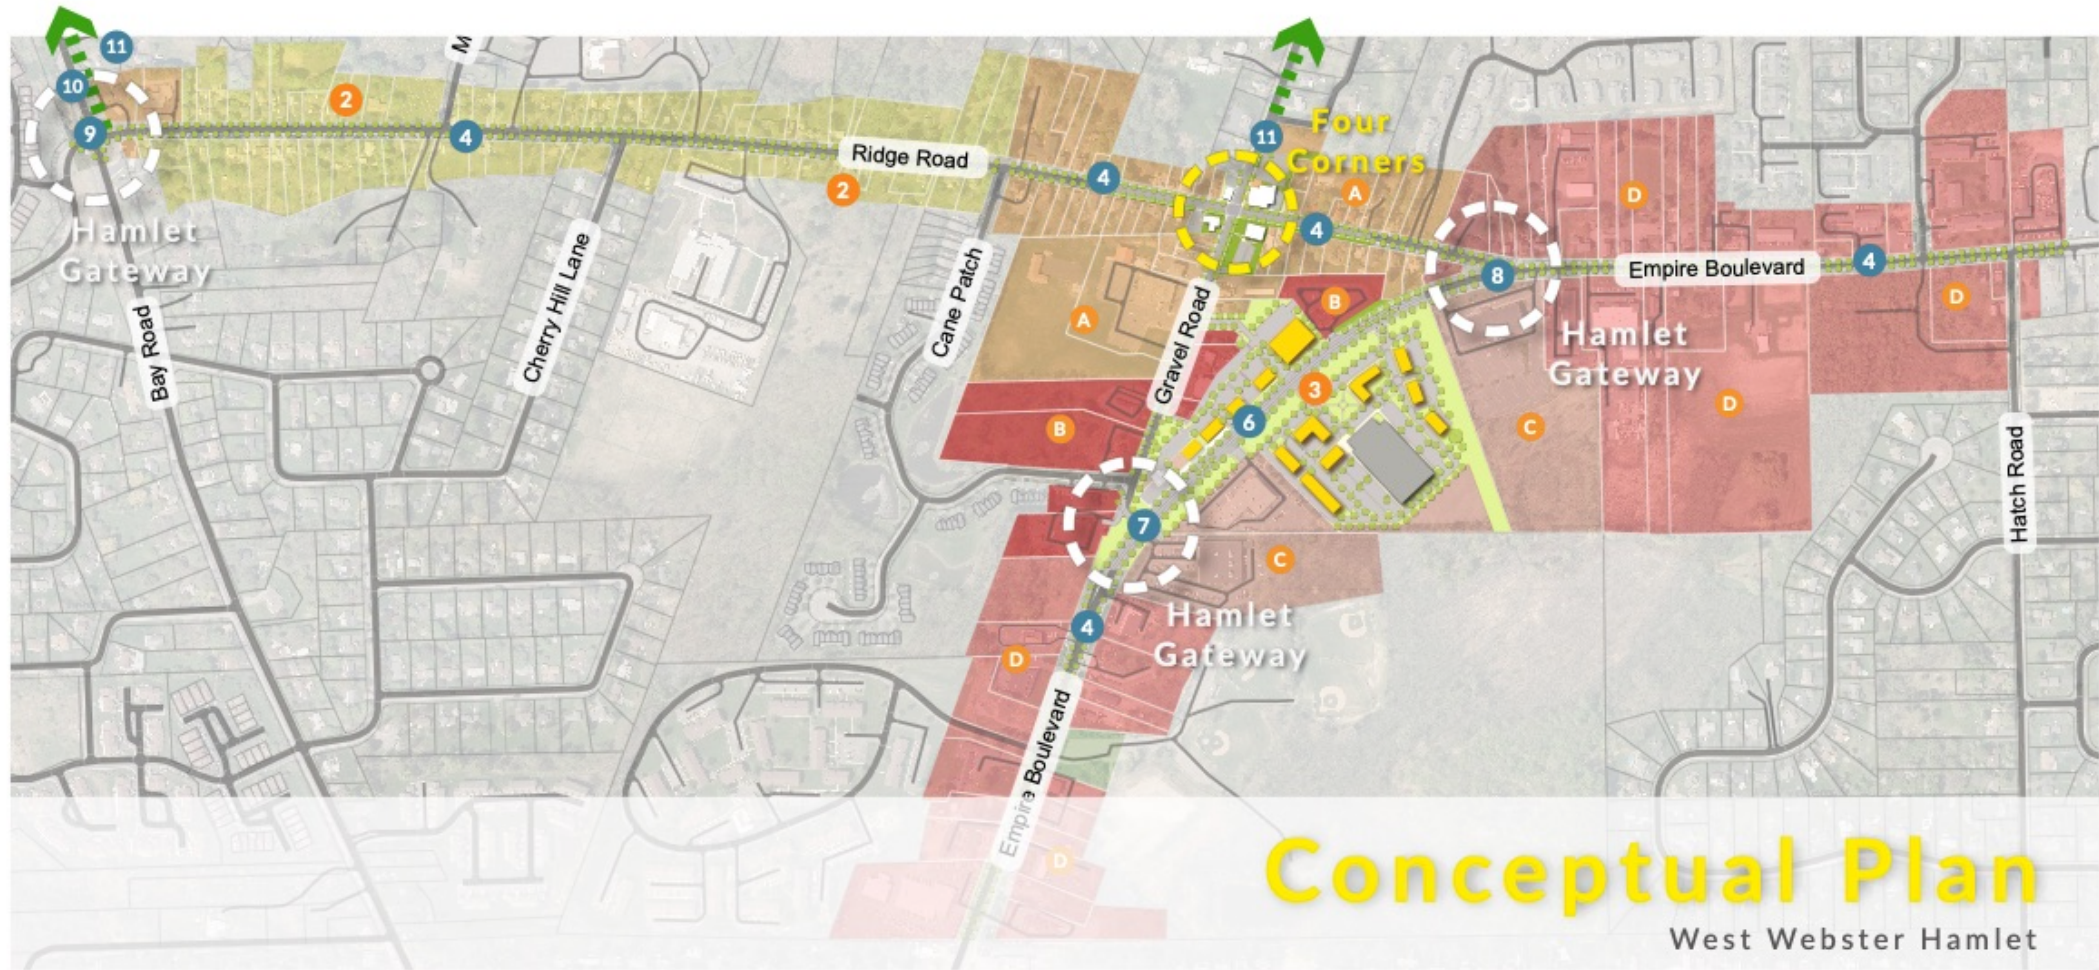 11
M
10
2
9
4
Ridge Road
2
4
11
Four
Corners
A
4
D
8
Empire Boulevard
4
D
Hamlet
Gateway
Bay Road
Cherry Hill Lane
Cane Patch
A
Gravel Road
B
3
6
B
Hamlet
Gateway
C
D
Hatch Road
7
C
Hamlet
Gateway
4
D
Empire Boulevard
D
Conceptual Plan
West Webster Hamlet